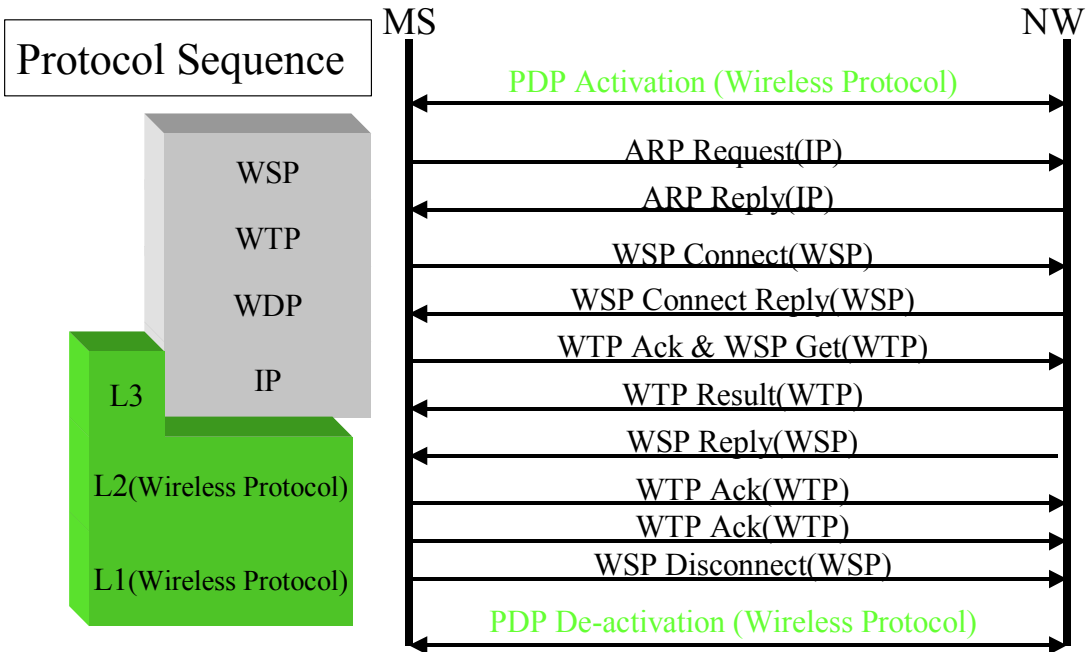 MS
NW
Protocol Sequence
PDP Activation (Wireless Protocol)
ARP Request(IP)
ARP Reply(IP)
WSP Connect(WSP)
WSP Connect Reply(WSP)
WTP Ack & WSP Get(WTP)
WTP Result(WTP)
WSP Reply(WSP)
WTP Ack(WTP)
WTP Ack(WTP)
WSP Disconnect(WSP)
PDP De-activation (Wireless Protocol)
WSP
WTP
WDP
IP
L3
L2(Wireless Protocol)
L1(Wireless Protocol)